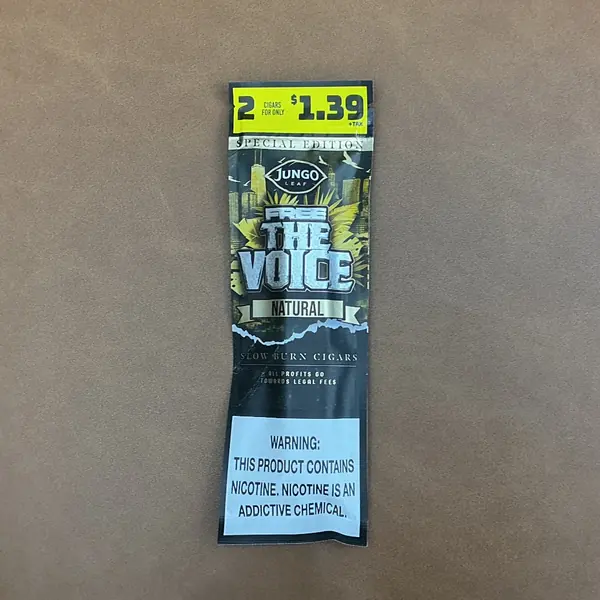 2 CIGARS FOR ONLY $1.39
+TAX
SPECIAL EDITION
JUNGO
LEAF
FREE
THE
VOICE
NATURAL
SLOW BURN CIGARS
ALL PROFITS GO
TOWARDS LEGAL FEES
WARNING:
THIS PRODUCT CONTAINS
NICOTINE. NICOTINE IS AN
ADDICTIVE CHEMICAL.